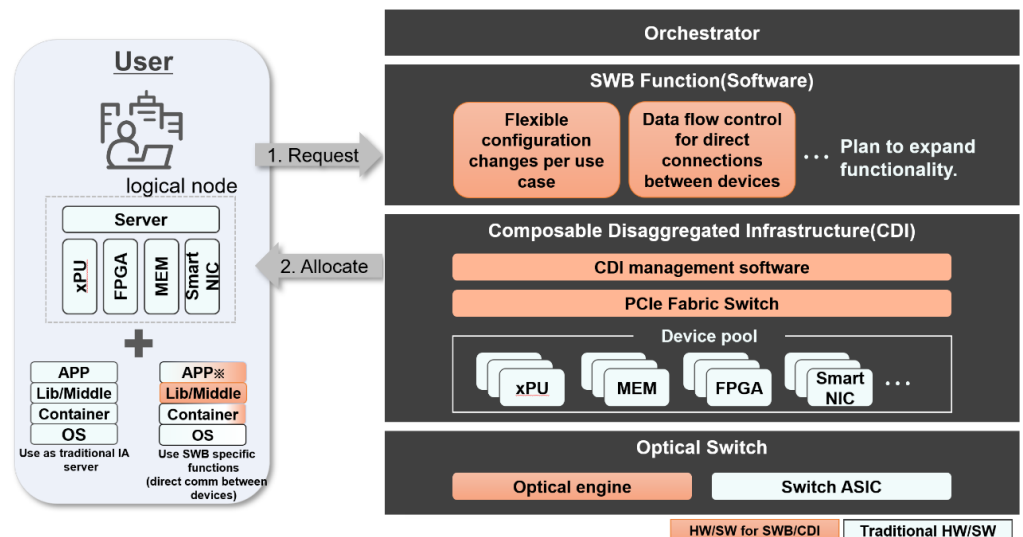 User
logical node
Server
xPU
FPGA
MEM
Smart
NIC
APP
Lib/Middle
Container
OS
Use as traditional IA
server
APP※
Lib/Middle
Container
OS
Use SWB specific
functions
(direct comm between
devices)
1. Request
2. Allocate
Orchestrator
SWB Function(Software)
Flexible
configuration
changes per use
case
Data flow control
for direct
connections
between devices
... Plan to expand
functionality.
Composable Disaggregated Infrastructure(CDI)
CDI management software
PCIe Fabric Switch
Device pool
xPU
MEM
FPGA
Smart
NIC
...
Optical Switch
Optical engine
Switch ASIC
HW/SW for SWB/CDI
Traditional HW/SW